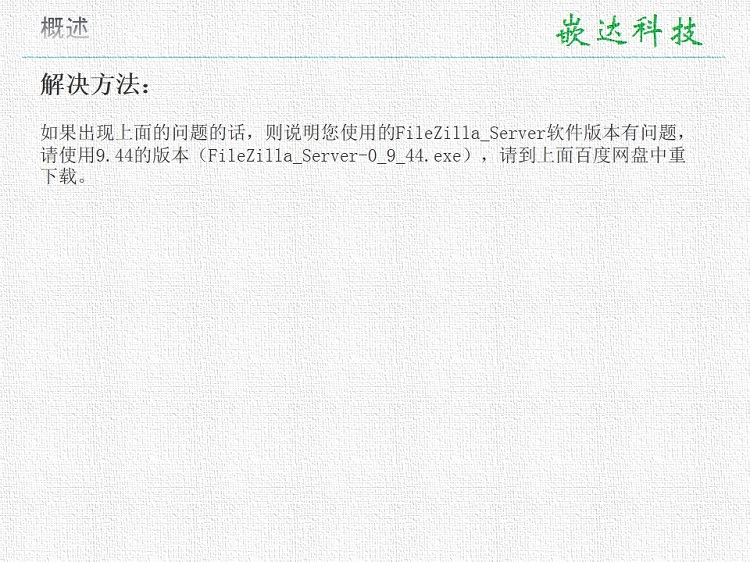 概述
嵌达科技
解决方法：
如果出现上面的问题的话，则说明您使用的FileZilla_Server软件版本有问题，
请使用9.44的版本（FileZilla_Server-0_9_44.exe），请到上面百度网盘中重
下载。